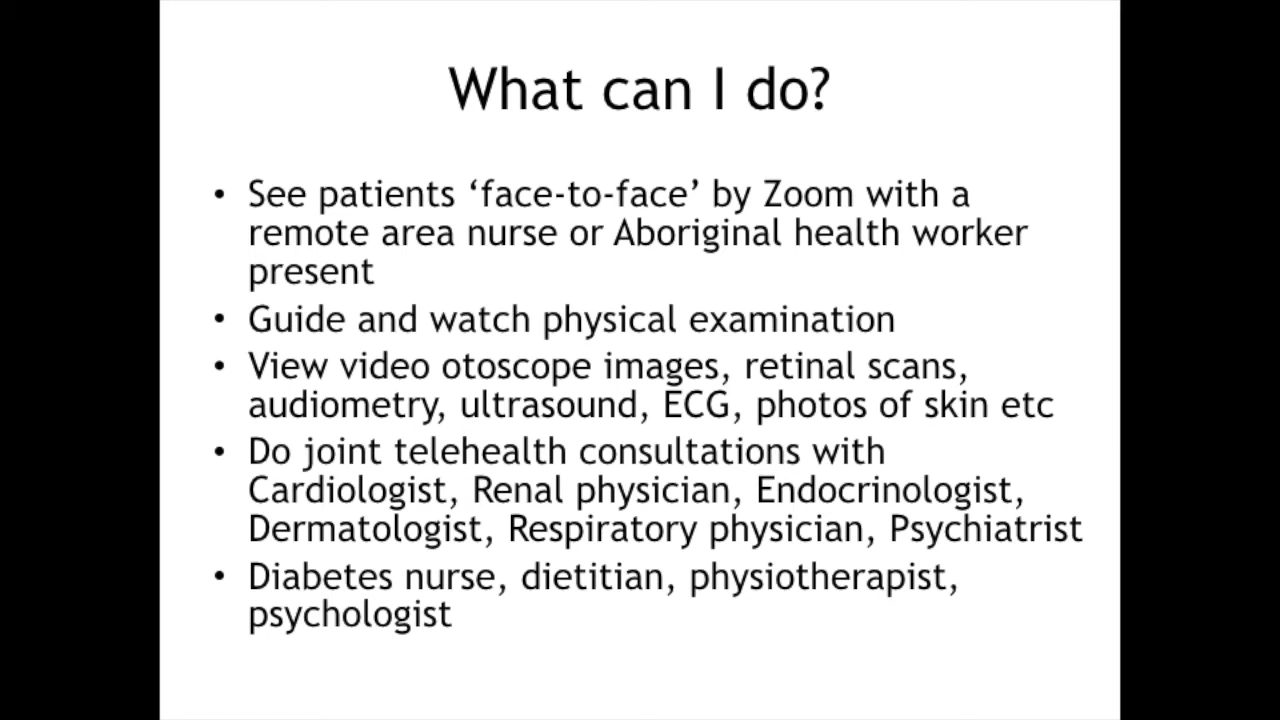 What can I do?
• See patients ‘face-to-face’ by Zoom with a
remote area nurse or Aboriginal health worker
present
• Guide and watch physical examination
• View video otoscope images, retinal scans,
audiometry, ultrasound, ECG, photos of skin etc
• Do joint telehealth consultations with
Cardiologist, Renal physician, Endocrinologist,
Dermatologist, Respiratory physician, Psychiatrist
• Diabetes nurse, dietitian, physiotherapist,
psychologist